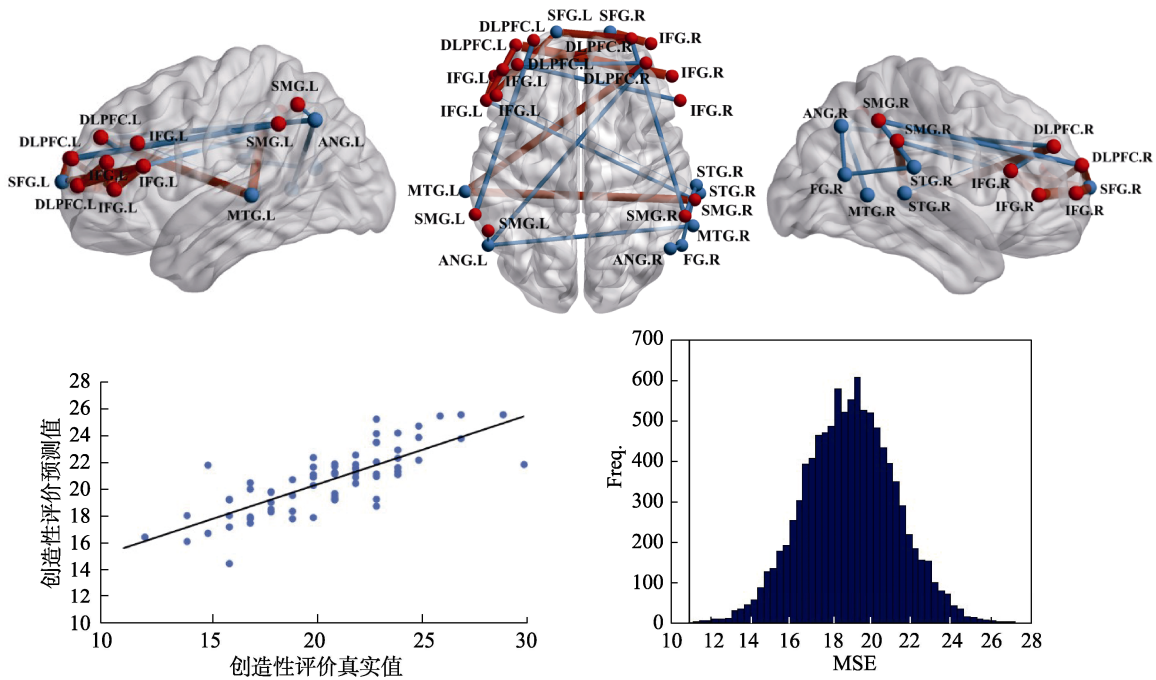 SMG.L
DLPFC.L
DLPFC.L
IFG.L
SMG.L
ANG.L
IFG.L
IFG.L
SFG.L
DLPFC.L
IFG.L
MTG.L
SFG.L SFG.R
DLPFC.L
DLPFC.L
DLPFC.R
IFG.R
DLPFC.L
DLPFC.R
IFG.L
IFG.L
IFG.R
IFG.L
IFG.L
IFG.R
STG.R
MTG.L
STG.R
SMG.L
SMG.L
SMG.R
SMG.R
MTG.R
ANG.L
ANG.R
FG.R
ANG.R
SMG.R
SMG.R
DLPFC.R
DLPFC.R
FG.R
STG.R
IFG.R
SFG.R
MTG.R
STG.R
IFG.R
IFG.R
28
26
24
22
20
18
16
14
12
10
创造性评价预测值
10 15 20 25 30
创造性评价真实值
700
600
500
400
300
200
100
0
Freq.
10 12 14 16 18 20 22 24 26 28
MSE